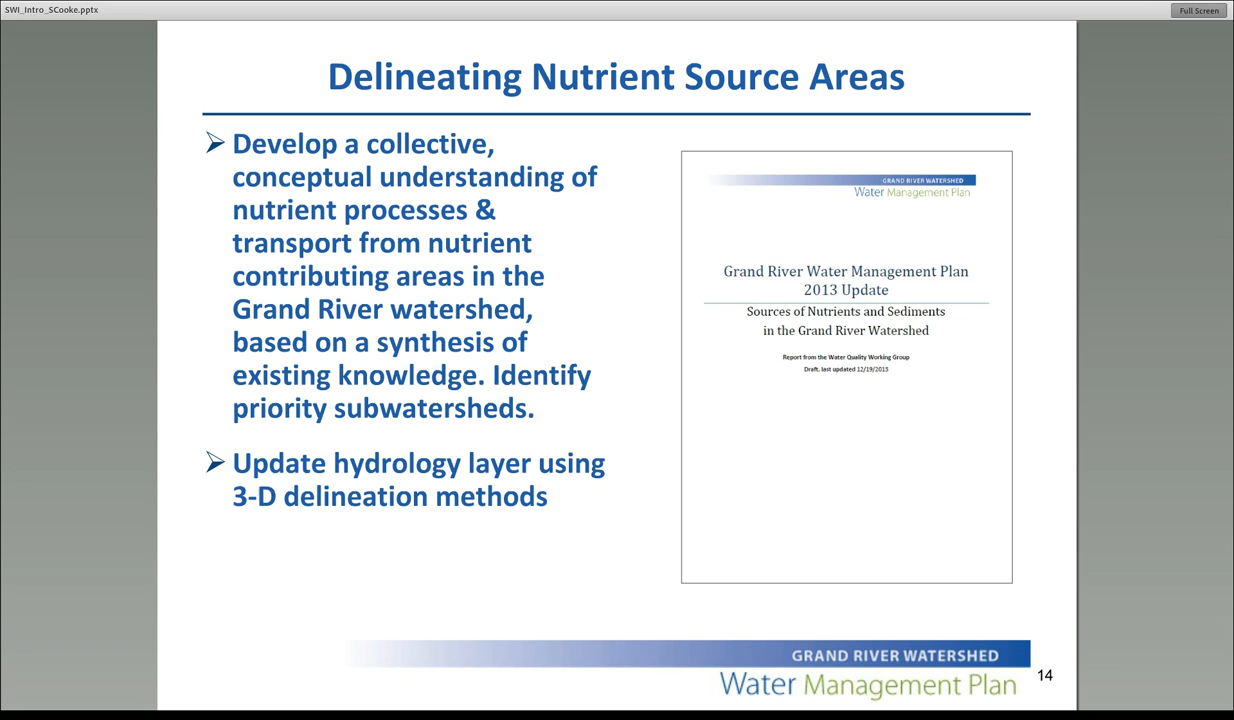 SWI_Intro_SCooke.pptx
Full Screen
Delineating Nutrient Source Areas
Develop a collective,
conceptual understanding of
nutrient processes &
transport from nutrient
contributing areas in the
Grand River watershed,
based on a synthesis of
existing knowledge. Identify
priority subwatersheds.
Update hydrology layer using
3-D delineation methods
GRAND RIVER WATERSHED
Water Management Plan
Grand River Water Management Plan
2013 Update
Sources of Nutrients and Sediments
in the Grand River Watershed
Report from the Water Quality Working Group
Draft, last updated 12/19/2013
GRAND RIVER WATERSHED
Water Management Plan
14